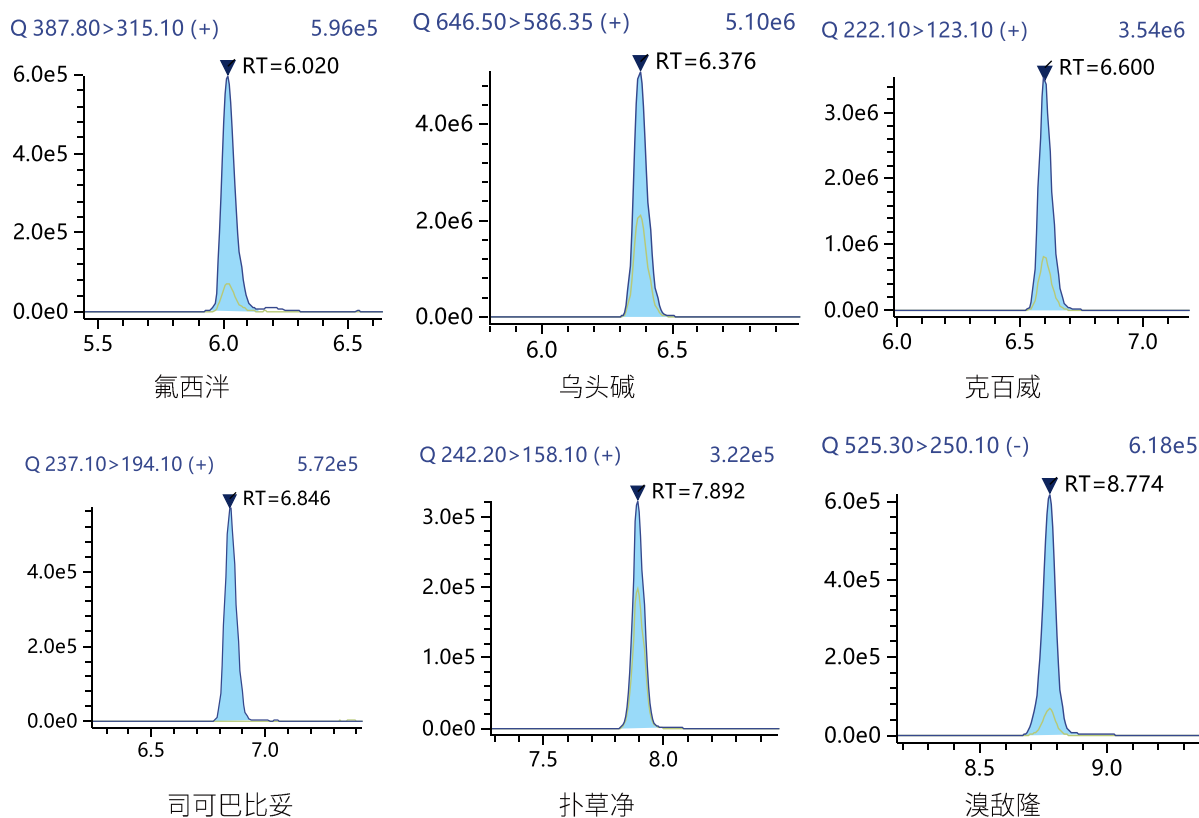 Q 387.80>315.10 (+) 5.96e5
RT=6.020
6.0e5
4.0e5
2.0e5
0.0e0
5.5 6.0 6.5
氟西泮
Q 646.50>586.35 (+) 5.10e6
RT=6.376
4.0e6
2.0e6
0.0e0
6.0 6.5
乌头碱
Q 222.10>123.10 (+) 3.54e6
RT=6.600
3.0e6
2.0e6
1.0e6
0.0e0
6.0 6.5 7.0
克百威
Q 237.10>194.10 (+) 5.72e5
RT=6.846
4.0e5
2.0e5
0.0e0
6.5 7.0
司可巴比妥
Q 242.20>158.10 (+) 3.22e5
RT=7.892
3.0e5
2.0e5
1.0e5
0.0e0
7.5 8.0
扑草净
Q 525.30>250.10 (-) 6.18e5
RT=8.774
6.0e5
4.0e5
2.0e5
0.0e0
8.5 9.0
溴敌隆